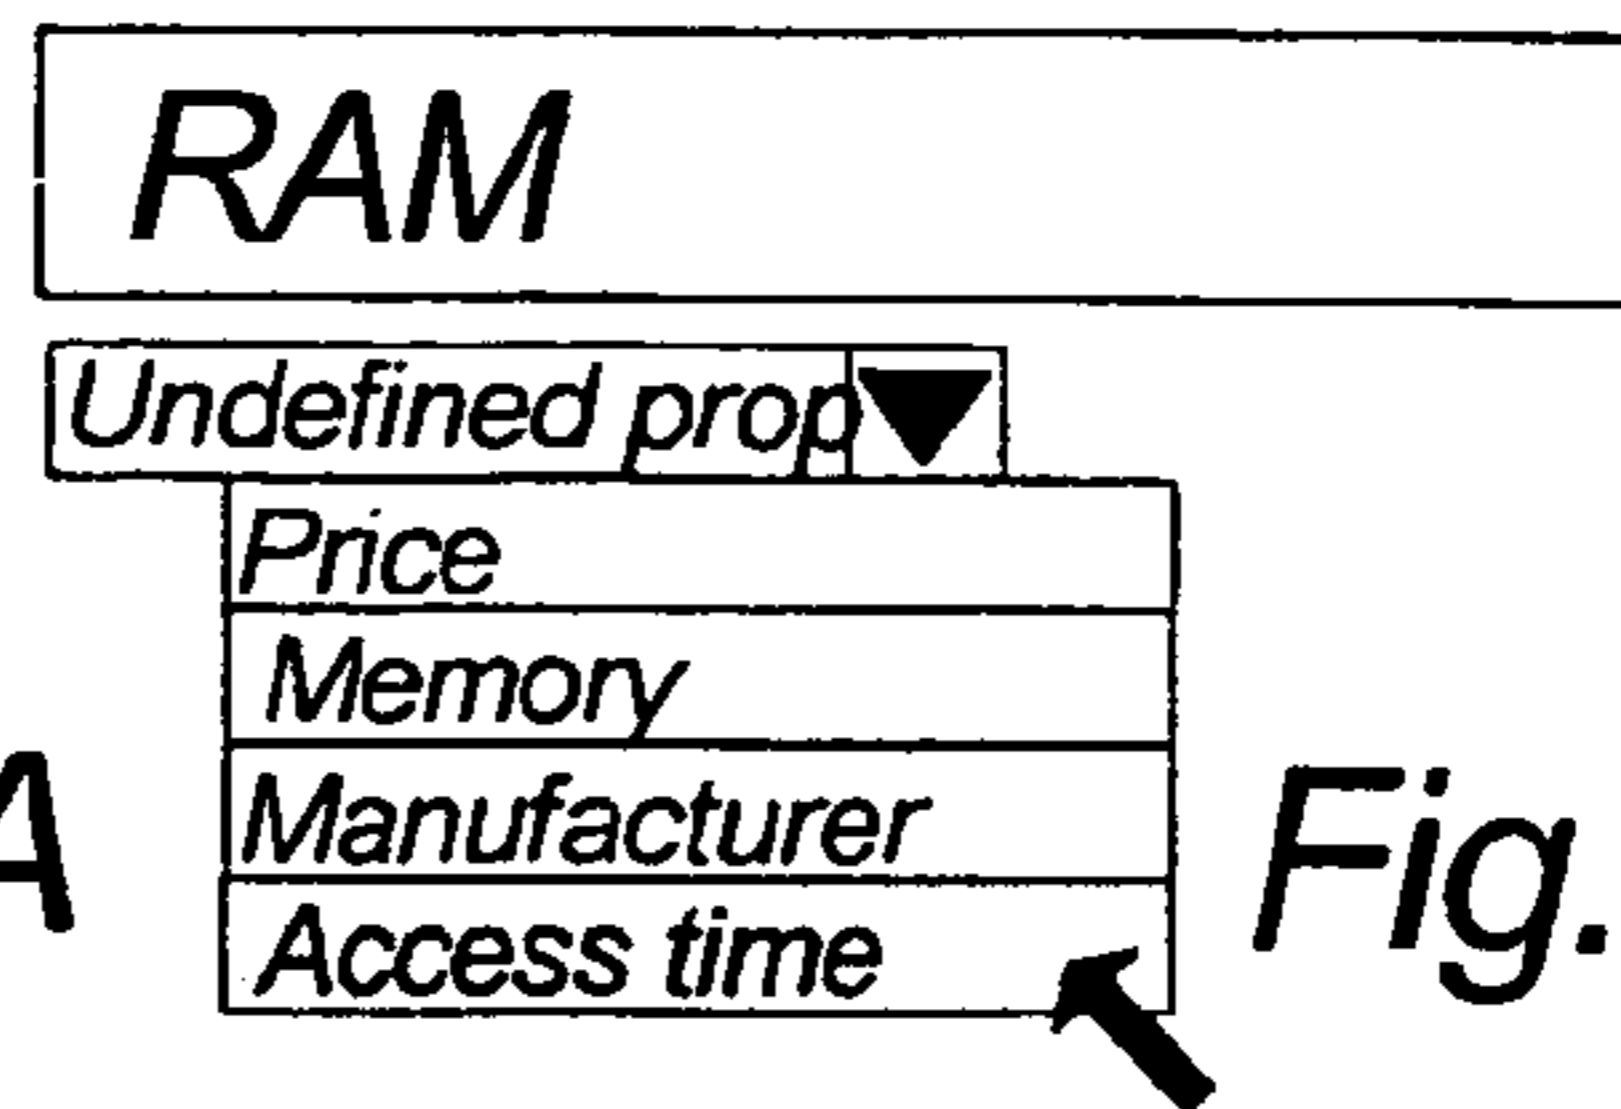 RAM
Undefined prop
Price
Memory
Manufacturer
A
Fig.
Access time